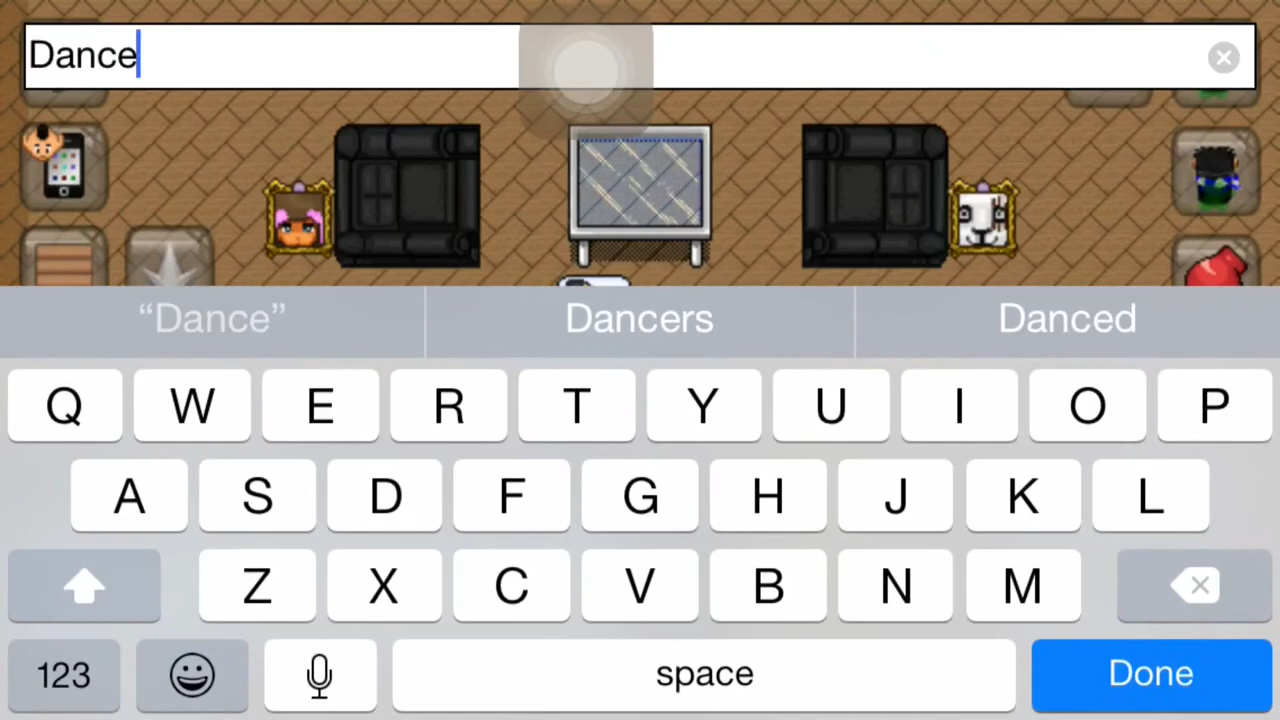 Dance
“Dance” Dancers Danced
Q W E R T Y U I O P
A S D F G H J K L
Z X C V B N M
123 space Done